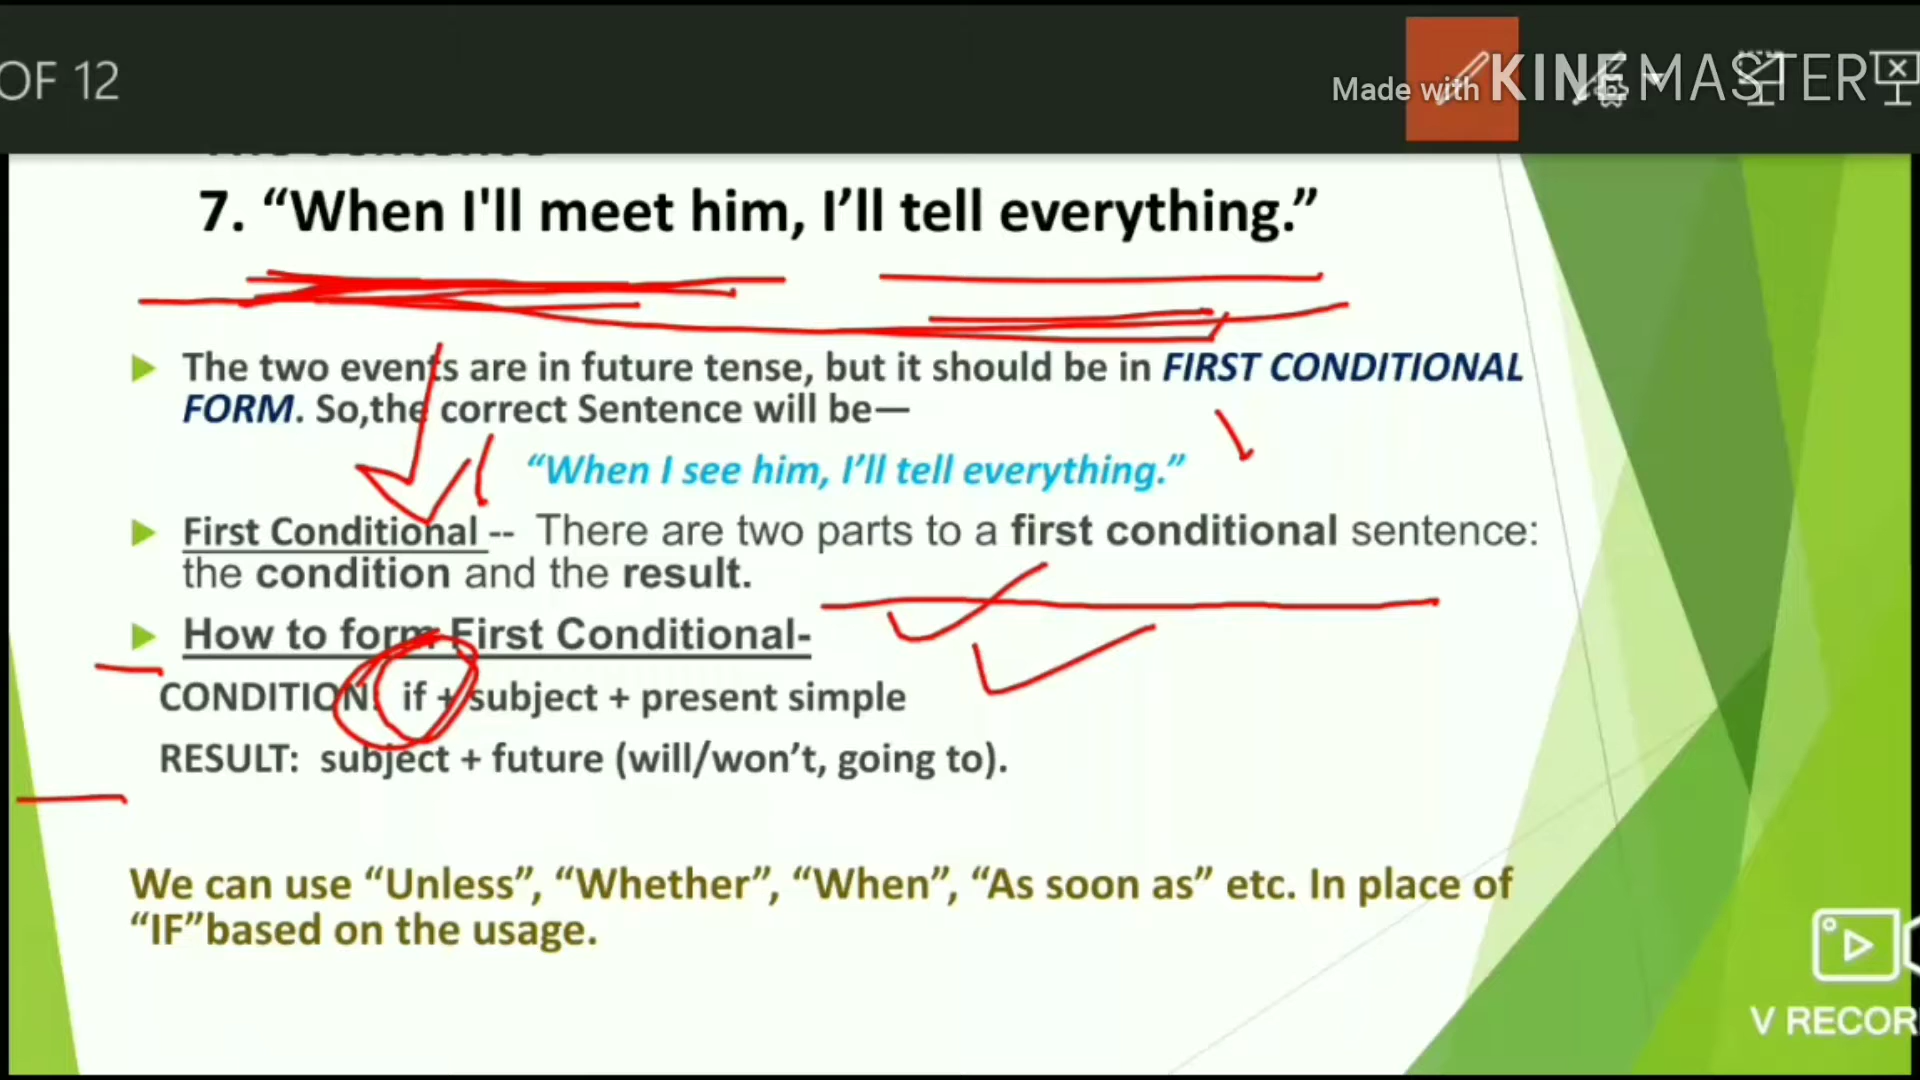 OF 12
Made with KINEMASTER
7. “When I'll meet him, I’ll tell everything.”
The two events are in future tense, but it should be in FIRST CONDITIONAL
FORM. So,the correct Sentence will be—
“When I see him, I’ll tell everything.”
First Conditional -- There are two parts to a first conditional sentence:
the condition and the result.
How to form First Conditional-
CONDITION: if + subject + present simple
RESULT: subject + future (will/won’t, going to).
We can use “Unless”, “Whether”, “When”, “As soon as” etc. In place of
“IF”based on the usage.
V RECOR